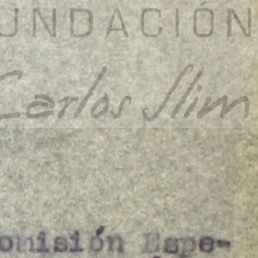 UNDACIÓN
Carlos Slim
omisión Espe-